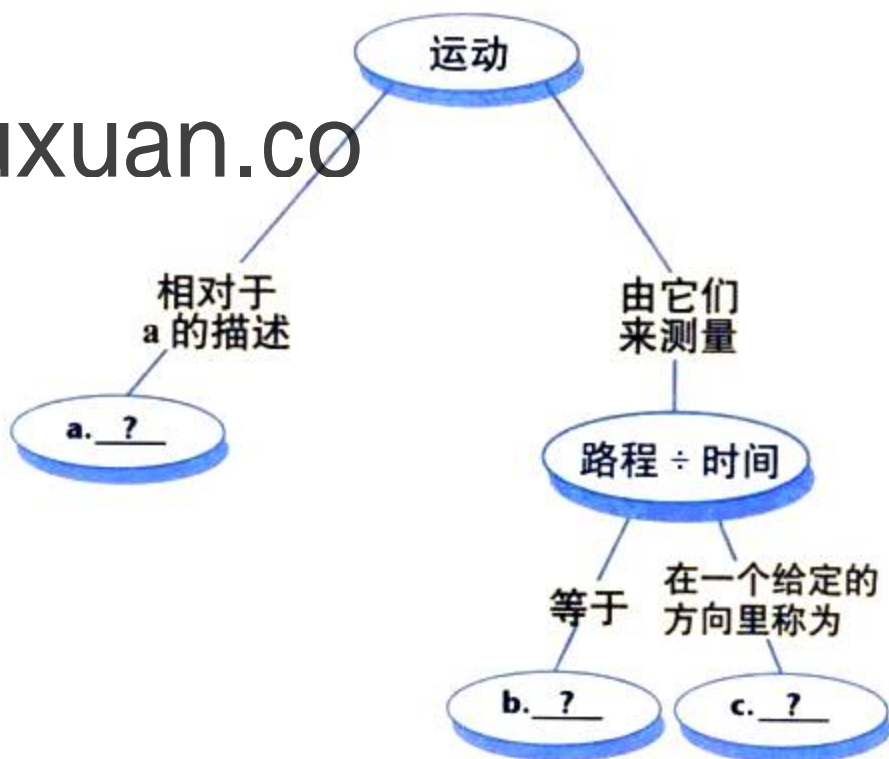 运动
uxuan.co
相对于
a 的描述
由它们
来测量
a. ?
路程 ÷ 时间
等于
在一个给定的
方向里称为
b. ?
c. ?